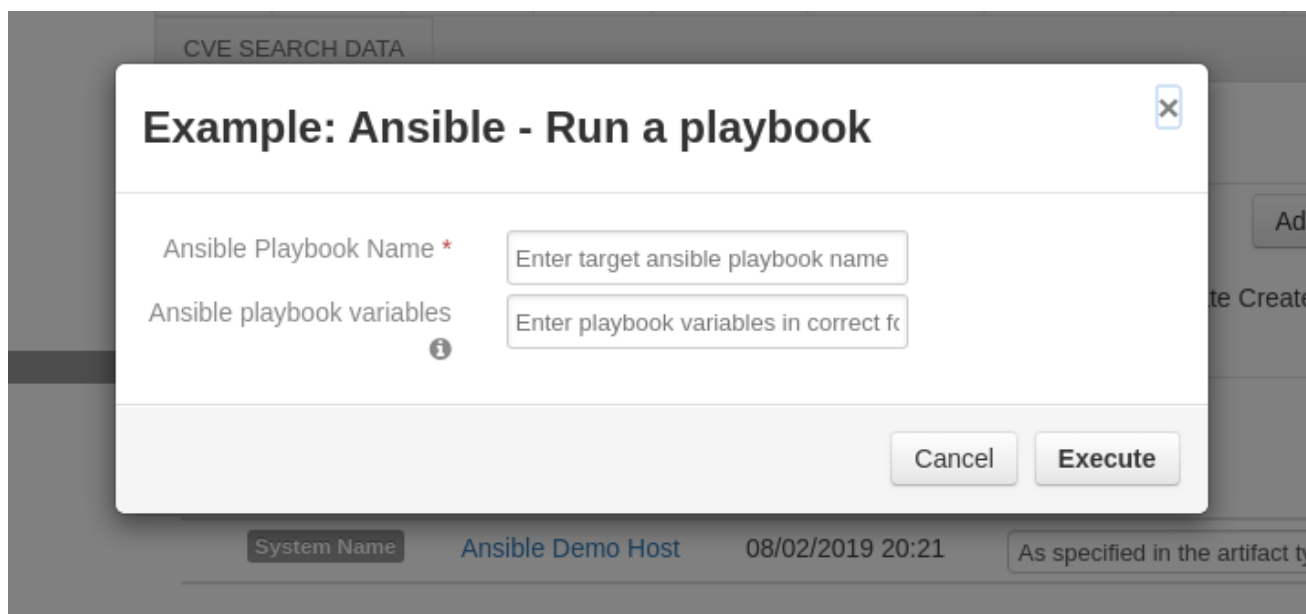 CVE SEARCH DATA
Example: Ansible - Run a playbook
×
Ansible Playbook Name *
Enter target ansible playbook name
Ansible playbook variables
Enter playbook variables in correct fo
Ad
te Create
Cancel
Execute
System Name Ansible Demo Host 08/02/2019 20:21 As specified in the artifact ty